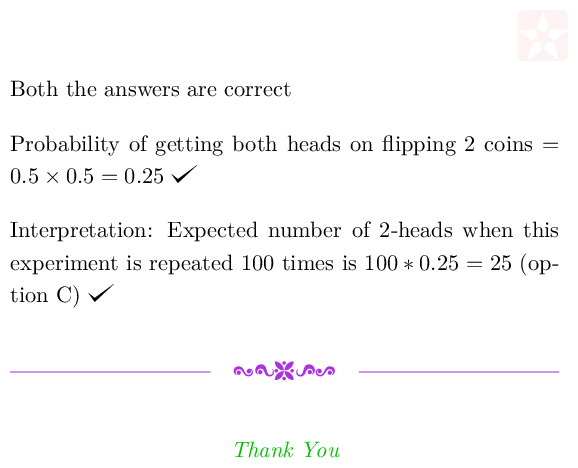 Both the answers are correct
Probability of getting both heads on flipping 2 coins =
0.5 × 0.5 = 0.25 ✓
Interpretation: Expected number of 2-heads when this
experiment is repeated 100 times is 100 ∗ 0.25 = 25 (op-
tion C) ✓
Thank You